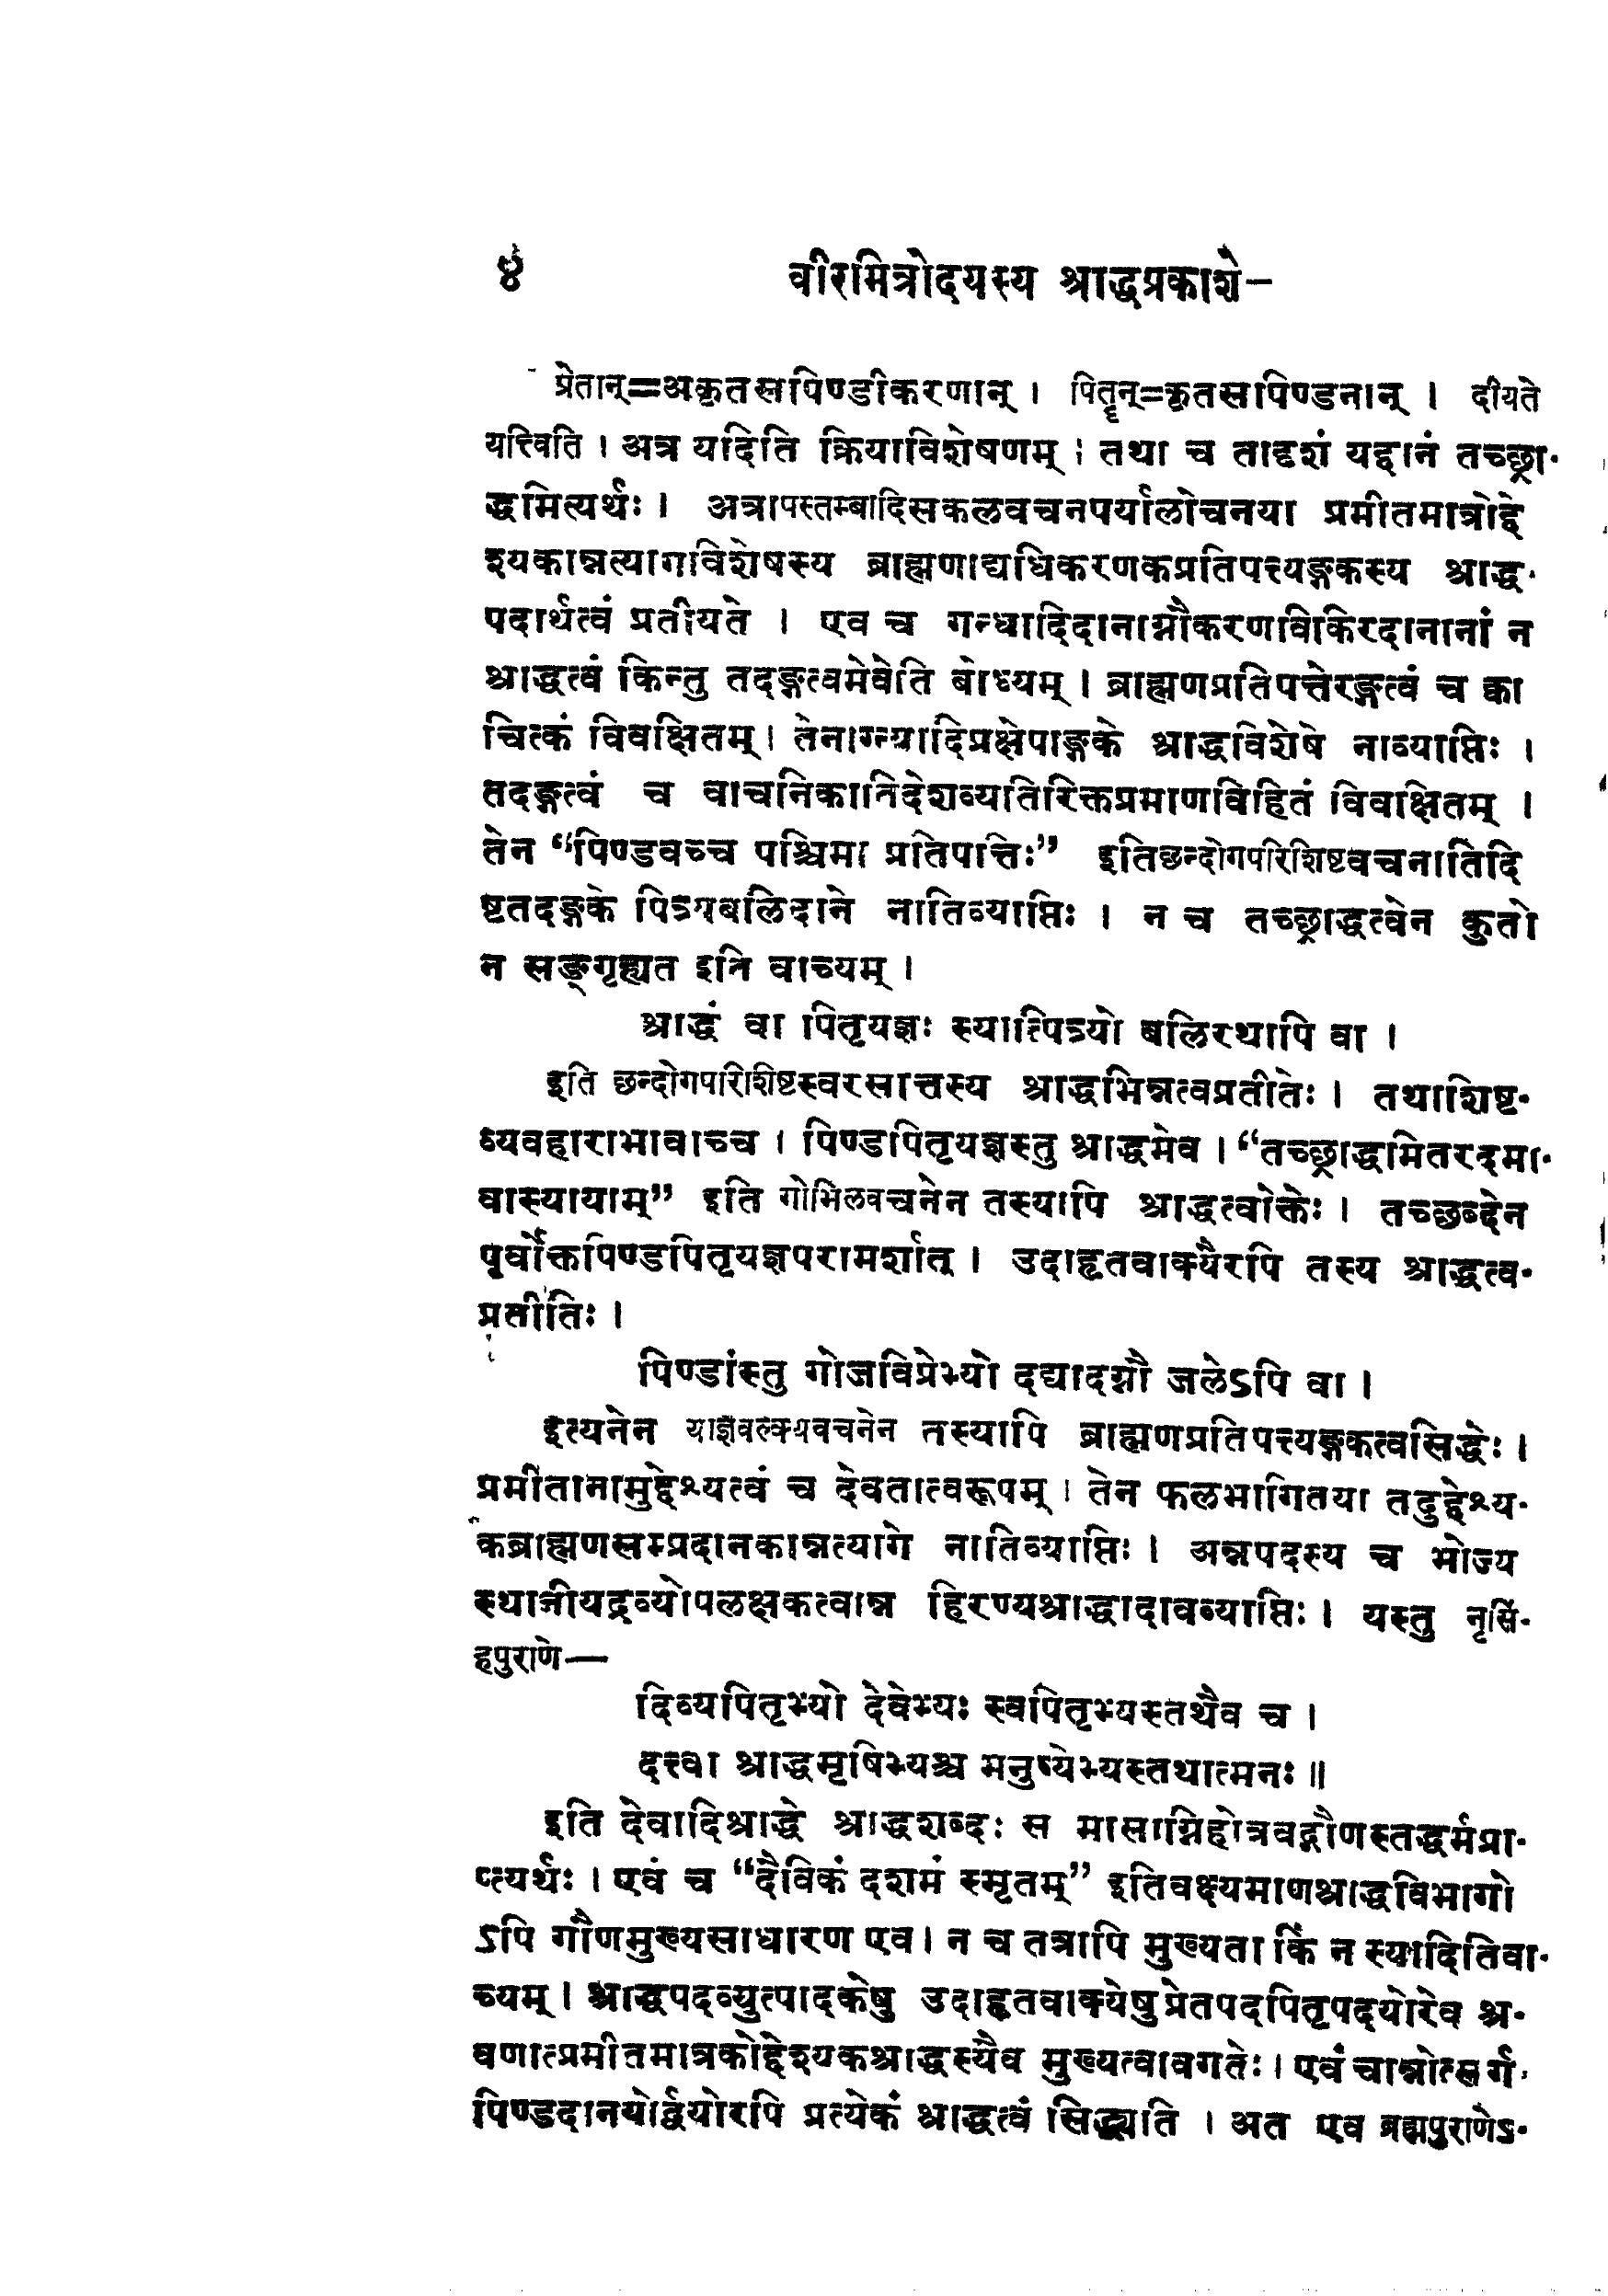 ४ वीरमित्रोदयस्य श्राद्धप्रकाशे-
प्रेतान्=अकृतसपिण्डीकरणान् । पितॄन्=कृतसपिण्डनान् । दीयते
यत्त्विति । अत्र यदिति क्रियाविशेषणम् । तथा च तादृशं यद्दानं तच्छ्रा-
द्धमित्यर्थः । अत्रापस्तम्बादिसकलवचनपर्यालोचनया प्रमीतमात्रोद्दे
श्यकान्नत्यागविशेषस्य ब्राह्मणाद्यधिकरणकप्रतिपत्त्यङ्गकस्य श्राद्ध-
पदार्थत्वं प्रतीयते । एव च गन्धादिदानाग्नौकरणविकिरदानानां न
श्राद्धत्वं किन्तु तदङ्गत्वमेवेति बोध्यम् । ब्राह्मणप्रतिपत्तेरङ्गत्वं च क्वा
चित्कं विवक्षितम् । तेनाग्न्यादिप्रक्षेपाङ्गके श्राद्धविशेषे नाव्याप्तिः ।
तदङ्गत्वं च वाचनिकातिदेशव्यतिरिक्तप्रमाणविहितं विवक्षितम् ।
तेन “पिण्डवच्च पश्चिमा प्रतिपात्तिः” इतिछन्दोगपरिशिष्टवचनातिदि
ष्टतदङ्गके पित्र्यबलिदाने नातिव्याप्तिः । न च तच्छ्राद्धत्वेन कुतो
न सङ्गृह्यत इति वाच्यम् ।
श्राद्धं वा पितृयज्ञः स्यात्पित्र्यो बलिरथापि वा ।
इति छन्दोगपरिशिष्टस्वरसात्तस्य श्राद्धभिन्नत्वप्रतीतेः । तथाशिष्ट-
व्यवहाराभावाच्च । पिण्डपितृयज्ञस्तु श्राद्धमेव । “तच्छ्राद्धमितरदमा-
वास्यायाम्” इति गोभिलवचनेन तस्यापि श्राद्धत्वोक्तेः । तच्छब्देन
पूर्वोक्तपिण्डपितृयज्ञपरामर्शात् । उदाहृतवाक्यैरपि तस्य श्राद्धत्व-
प्रतीतिः ।
पिण्डांस्तु गोजविप्रेभ्यो दद्यादग्नौ जलेऽपि वा ।
इत्यनेन याज्ञवल्क्यवचनेन तस्यापि ब्राह्मणप्रतिपत्त्यङ्गकत्वसिद्धेः ।
प्रमीतानामुद्देश्यत्वं च देवतात्वरूपम् । तेन फलभागितया तदुद्देश्य-
कब्राह्मणसम्प्रदानकान्नत्यागे नातिव्याप्तिः । अन्नपदस्य च भोज्य
स्थानीयद्रव्योपलक्षकत्वान्न हिरण्यश्राद्धादावव्याप्तिः । यस्तु नृसिं-
हपुराणे—
दिव्यपितृभ्यो देवेभ्यः स्वपितृभ्यस्तथैव च ।
दत्त्वा श्राद्धमृषिभ्यश्च मनुष्येभ्यस्तथात्मनः ॥
इति देवादिश्राद्धे श्राद्धशब्दः स मासाग्निहोत्रवद्गौणस्तद्धर्मप्रा-
प्त्यर्थः । एवं च “दैविकं दशमं स्मृतम्” इतिवक्ष्यमाणश्राद्धविभागो
ऽपि गौणमुख्यसाधारण एव । न च तत्रापि मुख्यता किं न स्यादितिवा-
च्यम् । श्राद्धपदव्युत्पादकेषु उदाहृतवाक्येषु प्रेतपदपितृपदयोरेव श्र-
वणात्प्रमीतमात्रकोद्देश्यकश्राद्धस्यैव मुख्यत्वावगतेः । एवं चान्नोत्सर्ग-
पिण्डदानयोर्द्वयोरपि प्रत्येकं श्राद्धत्वं सिद्ध्यति । अत एव ब्रह्मपुराणेऽ-